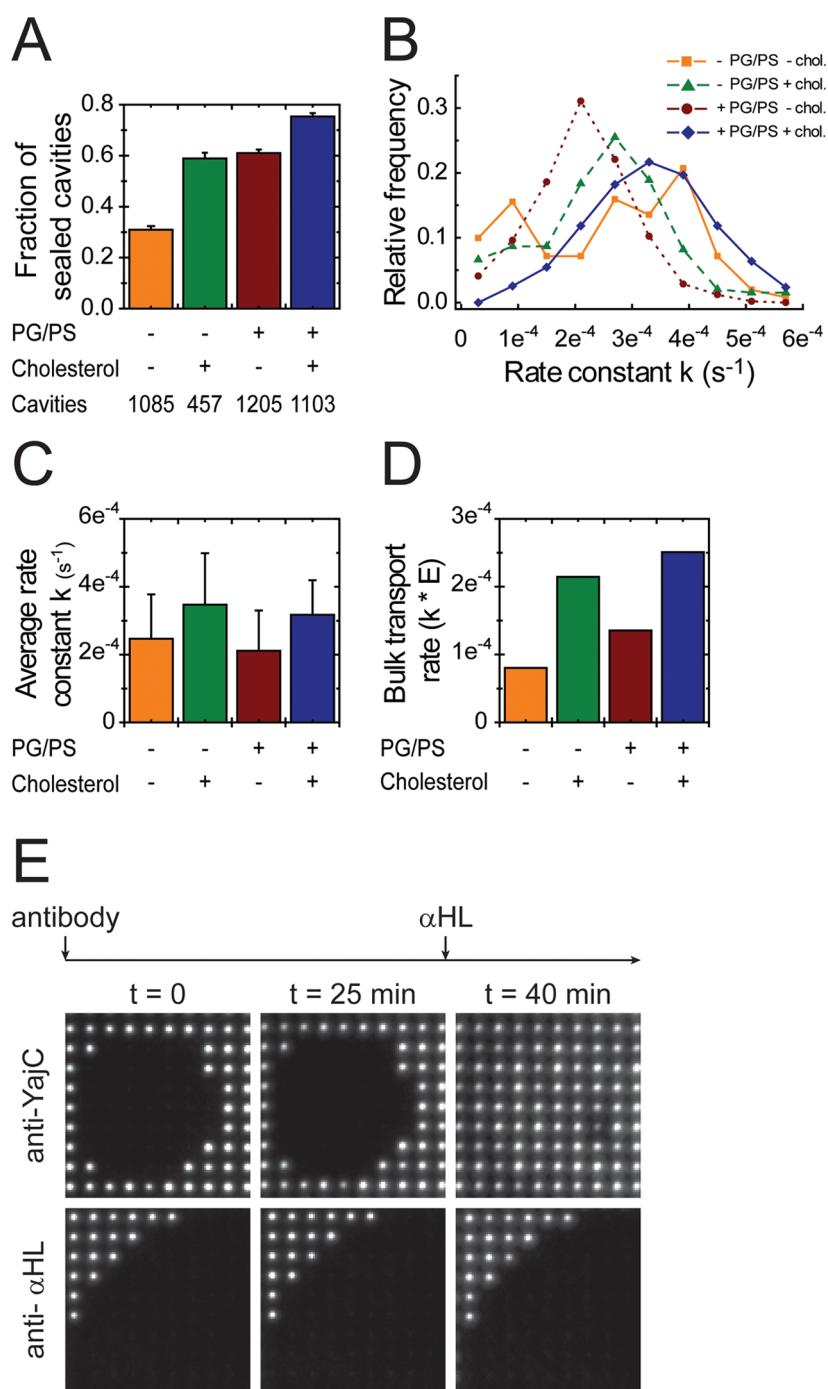 A
Fraction of
sealed cavities
0.8
0.6
0.4
0.2
0.0
PG/PS - - + +
Cholesterol - + - +
Cavities 1085 457 1205 1103
B
- PG/PS - chol.
- PG/PS + chol.
+ PG/PS - chol.
+ PG/PS + chol.
Relative frequency
0.3
0.2
0.1
0.0
0 1e-4 2e-4 3e-4 4e-4 5e-4 6e-4
Rate constant k (s-1)
C
Average rate
constant k (s-1)
6e-4
4e-4
2e-4
0
PG/PS - - + +
Cholesterol - + - +
D
Bulk transport
rate (k * E)
3e-4
2e-4
1e-4
0
PG/PS - - + +
Cholesterol - + - +
E
antibody αHL
t = 0 t = 25 min t = 40 min
anti-YajC
anti- αHL